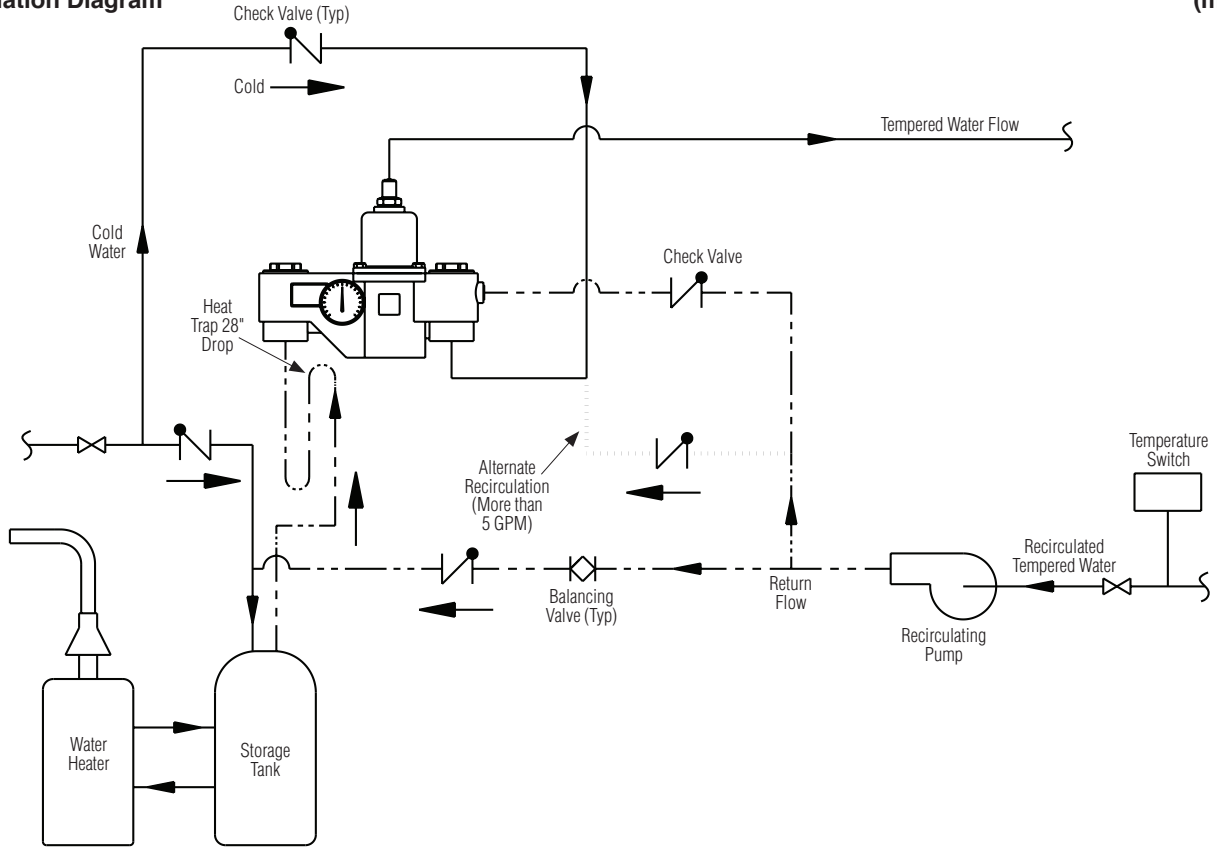 ation Diagram
Check Valve (Typ)
Cold
Tempered Water Flow
Cold
Water
Check Valve
Heat
Trap 28"
Drop
Temperature
Switch
Alternate
Recirculation
(More than
5 GPM)
Recirculated
Tempered Water
Balancing
Valve (Typ)
Return
Flow
Recirculating
Pump
Water
Heater
Storage
Tank